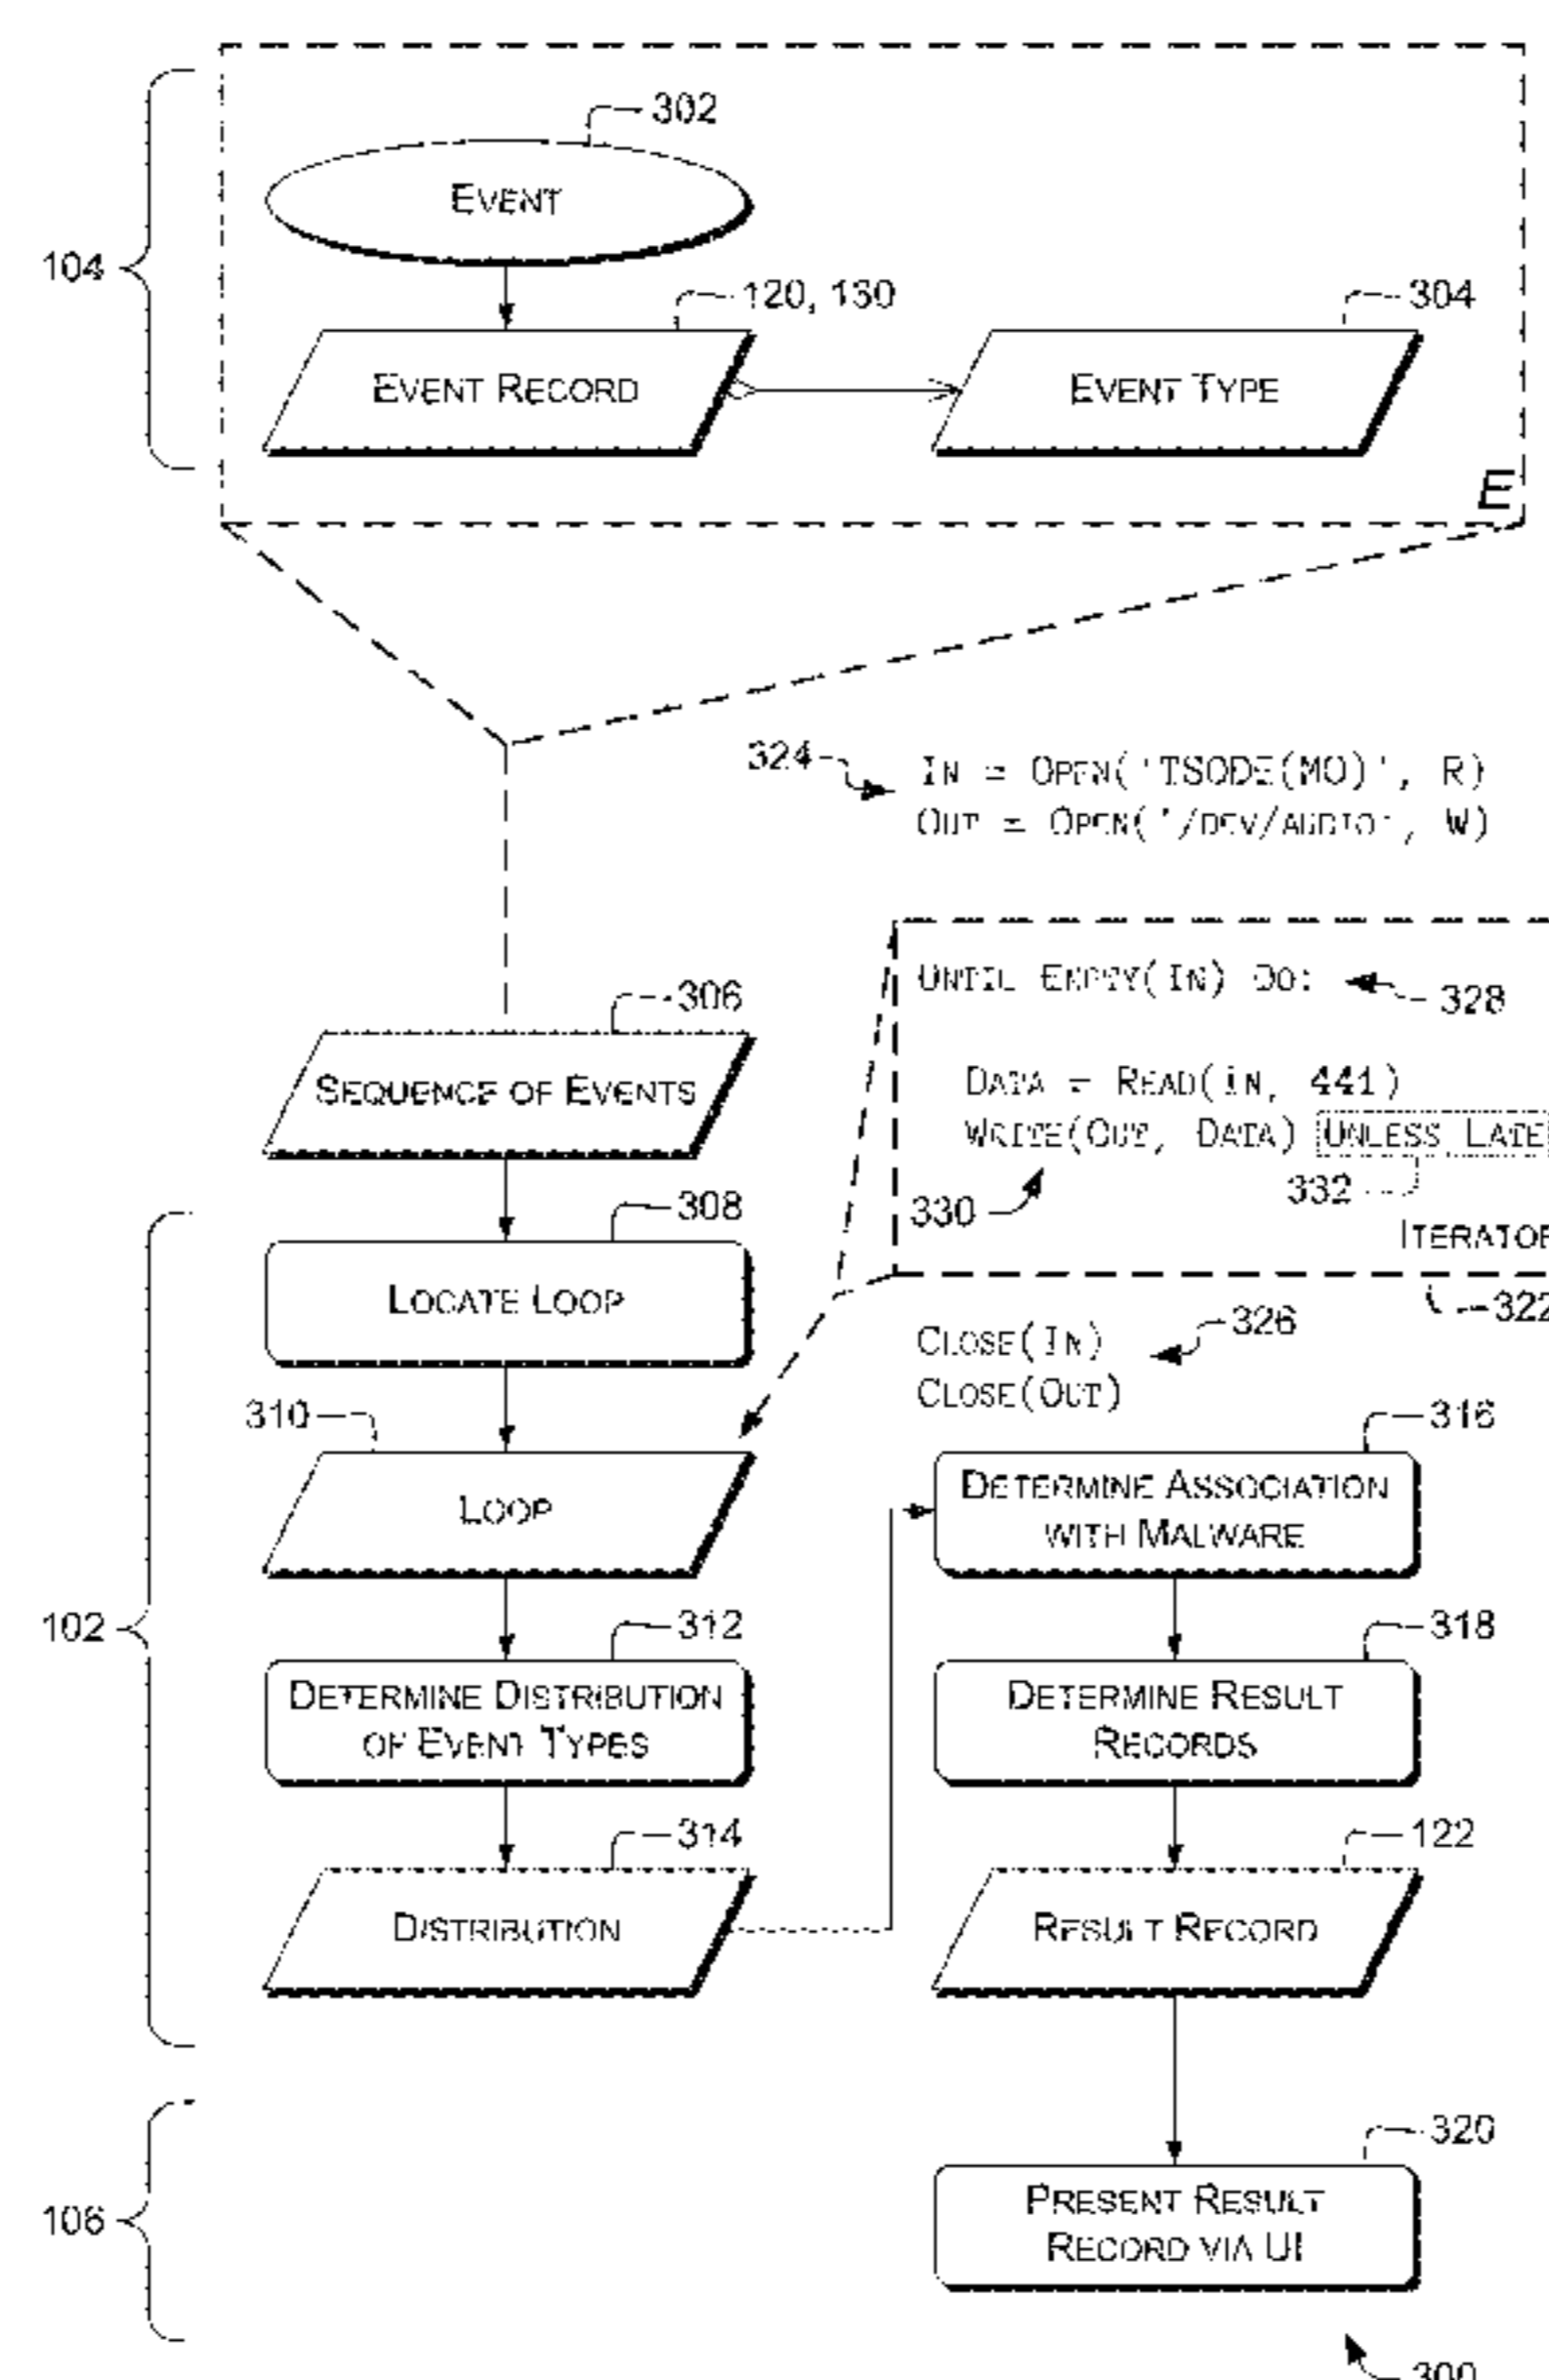 302
EVENT
104
120, 130
304
EVENT RECORD
EVENT TYPE
E
324
IN = OPEN('TSODE(MO)', R)
OUT = OPEN('/DEV/AUDIO', W)
UNTIL EMPTY(IN) DO:
328
306
SEQUENCE OF EVENTS
DATA = READ(IN, 441)
WRITE(OUT, DATA) UNLESS LATE
332
330
308
ITERATOR
LOCATE LOOP
322
326
CLOSE(IN)
CLOSE(OUT)
310
316
LOOP
DETERMINE ASSOCIATION
WITH MALWARE
102
312
318
DETERMINE DISTRIBUTION
OF EVENT TYPES
DETERMINE RESULT
RECORDS
314
122
DISTRIBUTION
RESULT RECORD
320
106
PRESENT RESULT
RECORD VIA UI
300